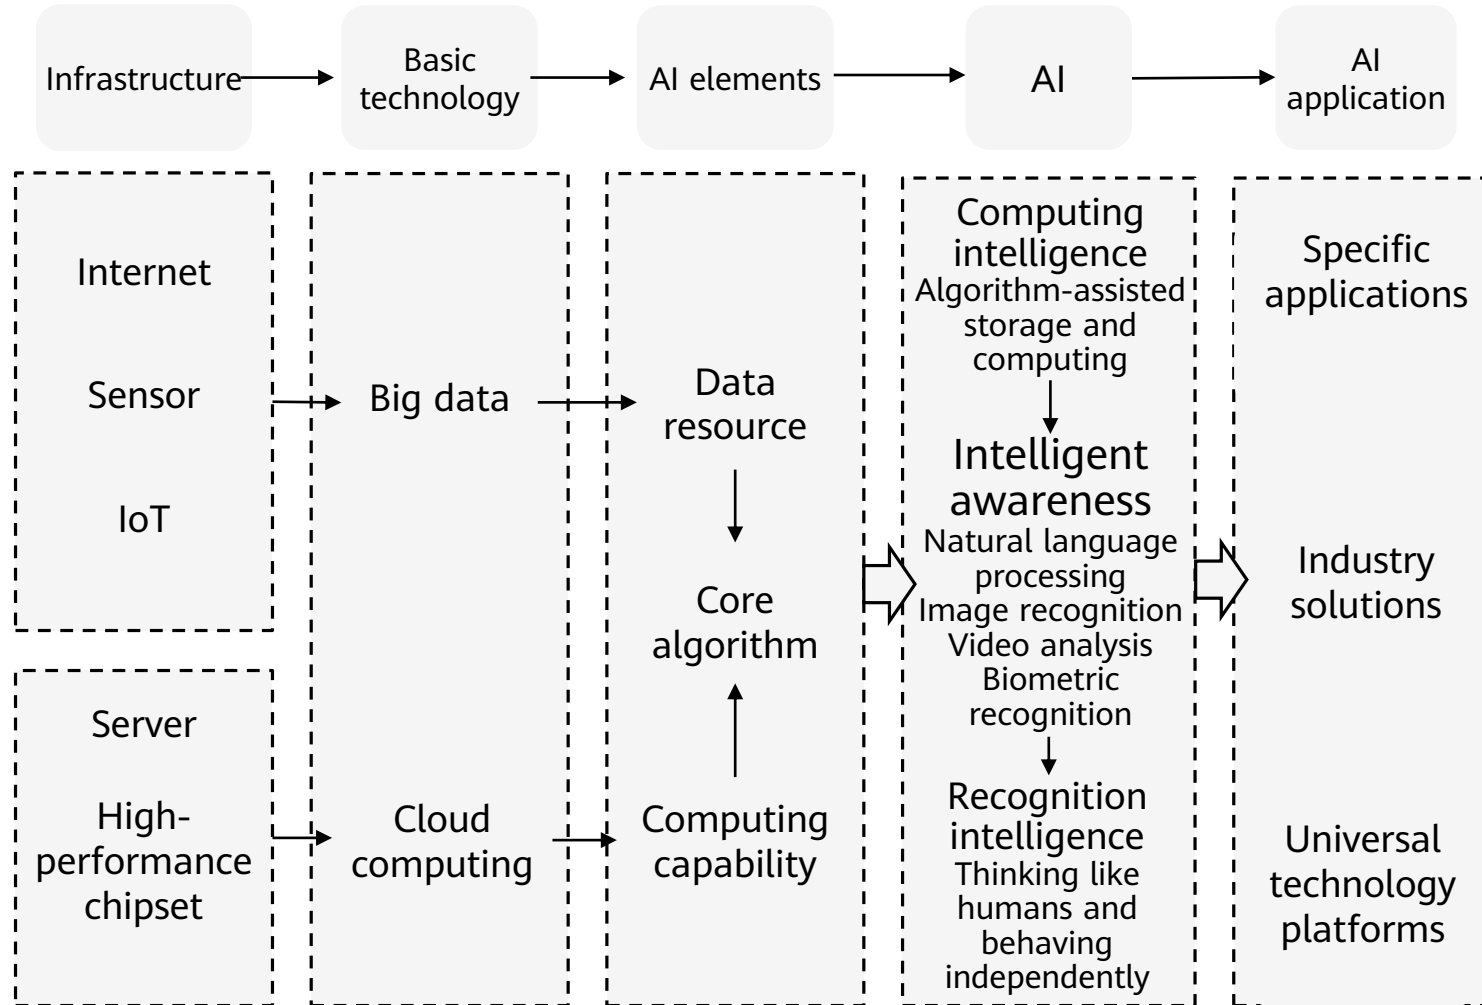 Infrastructure
Basic
technology
AI elements
AI
AI
application
Internet
Sensor
IoT
Server
High-
performance
chipset
Big data
Cloud
computing
Data
resource
Core
algorithm
Computing
capability
Computing
intelligence
Algorithm-assisted
storage and
computing
Intelligent
awareness
Natural language
processing
Image recognition
Video analysis
Biometric
recognition
Recognition
intelligence
Thinking like
humans and
behaving
independently
Specific
applications
Industry
solutions
Universal
technology
platforms